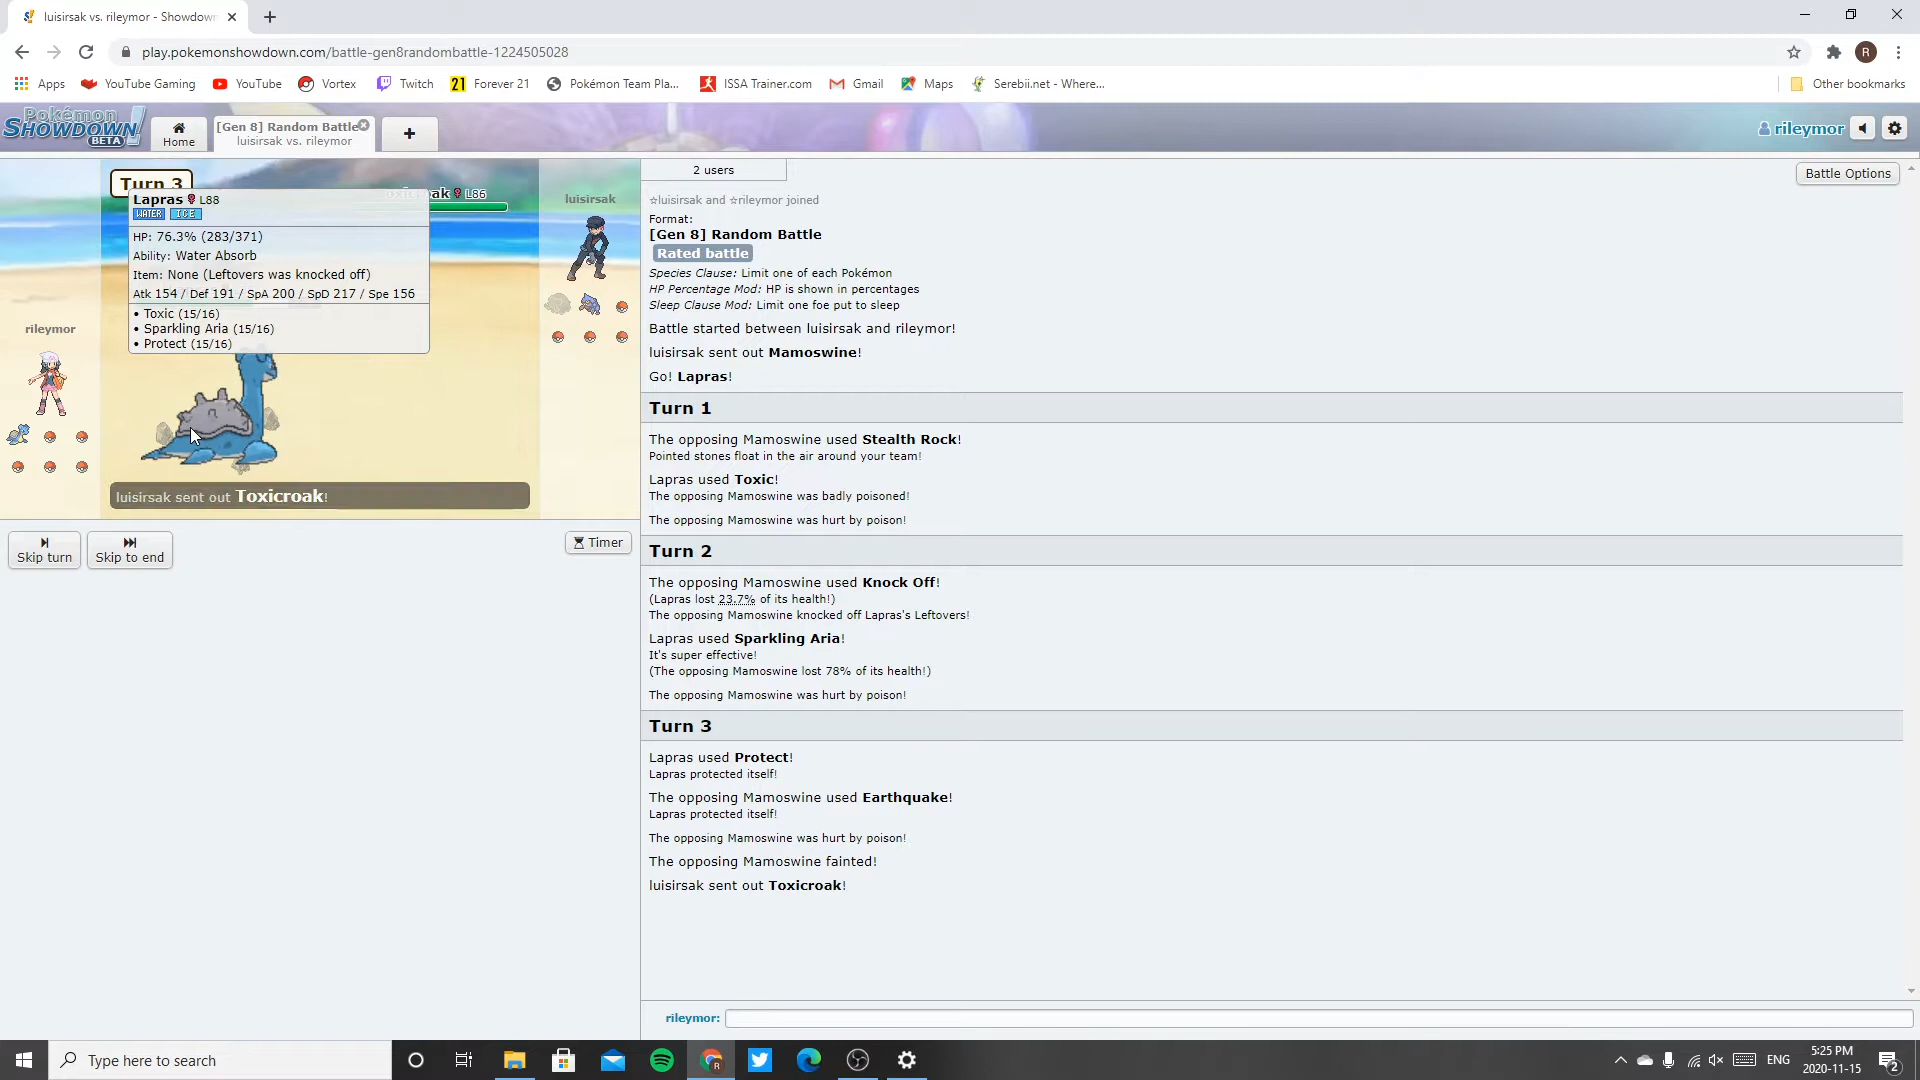 luisirsak vs. rileymor - Showdown
play.pokemonshowdown.com/battle-gen8randombattle-1224505028
R
Apps
YouTube Gaming
YouTube
Vortex
Twitch
21 Forever 21
Pokémon Team Pla...
ISSA Trainer.com
Gmail
Maps
Serebii.net - Where...
Other bookmarks
Pokémon
SHOWDOWN!
BETA
Home
[Gen 8] Random Battle
luisirsak vs. rileymor
rileymor
Turn 3
L86
Lapras L88
WATER ICE
HP: 76.3% (283/371)
Ability: Water Absorb
Item: None (Leftovers was knocked off)
Atk 154 / Def 191 / SpA 200 / SpD 217 / Spe 156
• Toxic (15/16)
• Sparkling Aria (15/16)
• Protect (15/16)
luisirsak
rileymor
luisirsak sent out Toxicroak!
Skip turn
Skip to end
Timer
2 users
Battle Options
☆luisirsak and ☆rileymor joined
Format:
[Gen 8] Random Battle
Rated battle
Species Clause: Limit one of each Pokémon
HP Percentage Mod: HP is shown in percentages
Sleep Clause Mod: Limit one foe put to sleep
Battle started between luisirsak and rileymor!
luisirsak sent out Mamoswine!
Go! Lapras!
Turn 1
The opposing Mamoswine used Stealth Rock!
Pointed stones float in the air around your team!
Lapras used Toxic!
The opposing Mamoswine was badly poisoned!
The opposing Mamoswine was hurt by poison!
Turn 2
The opposing Mamoswine used Knock Off!
(Lapras lost 23.7% of its health!)
The opposing Mamoswine knocked off Lapras's Leftovers!
Lapras used Sparkling Aria!
It's super effective!
(The opposing Mamoswine lost 78% of its health!)
The opposing Mamoswine was hurt by poison!
Turn 3
Lapras used Protect!
Lapras protected itself!
The opposing Mamoswine used Earthquake!
Lapras protected itself!
The opposing Mamoswine was hurt by poison!
The opposing Mamoswine fainted!
luisirsak sent out Toxicroak!
rileymor:
Type here to search
ENG
5:25 PM
2020-11-15
2